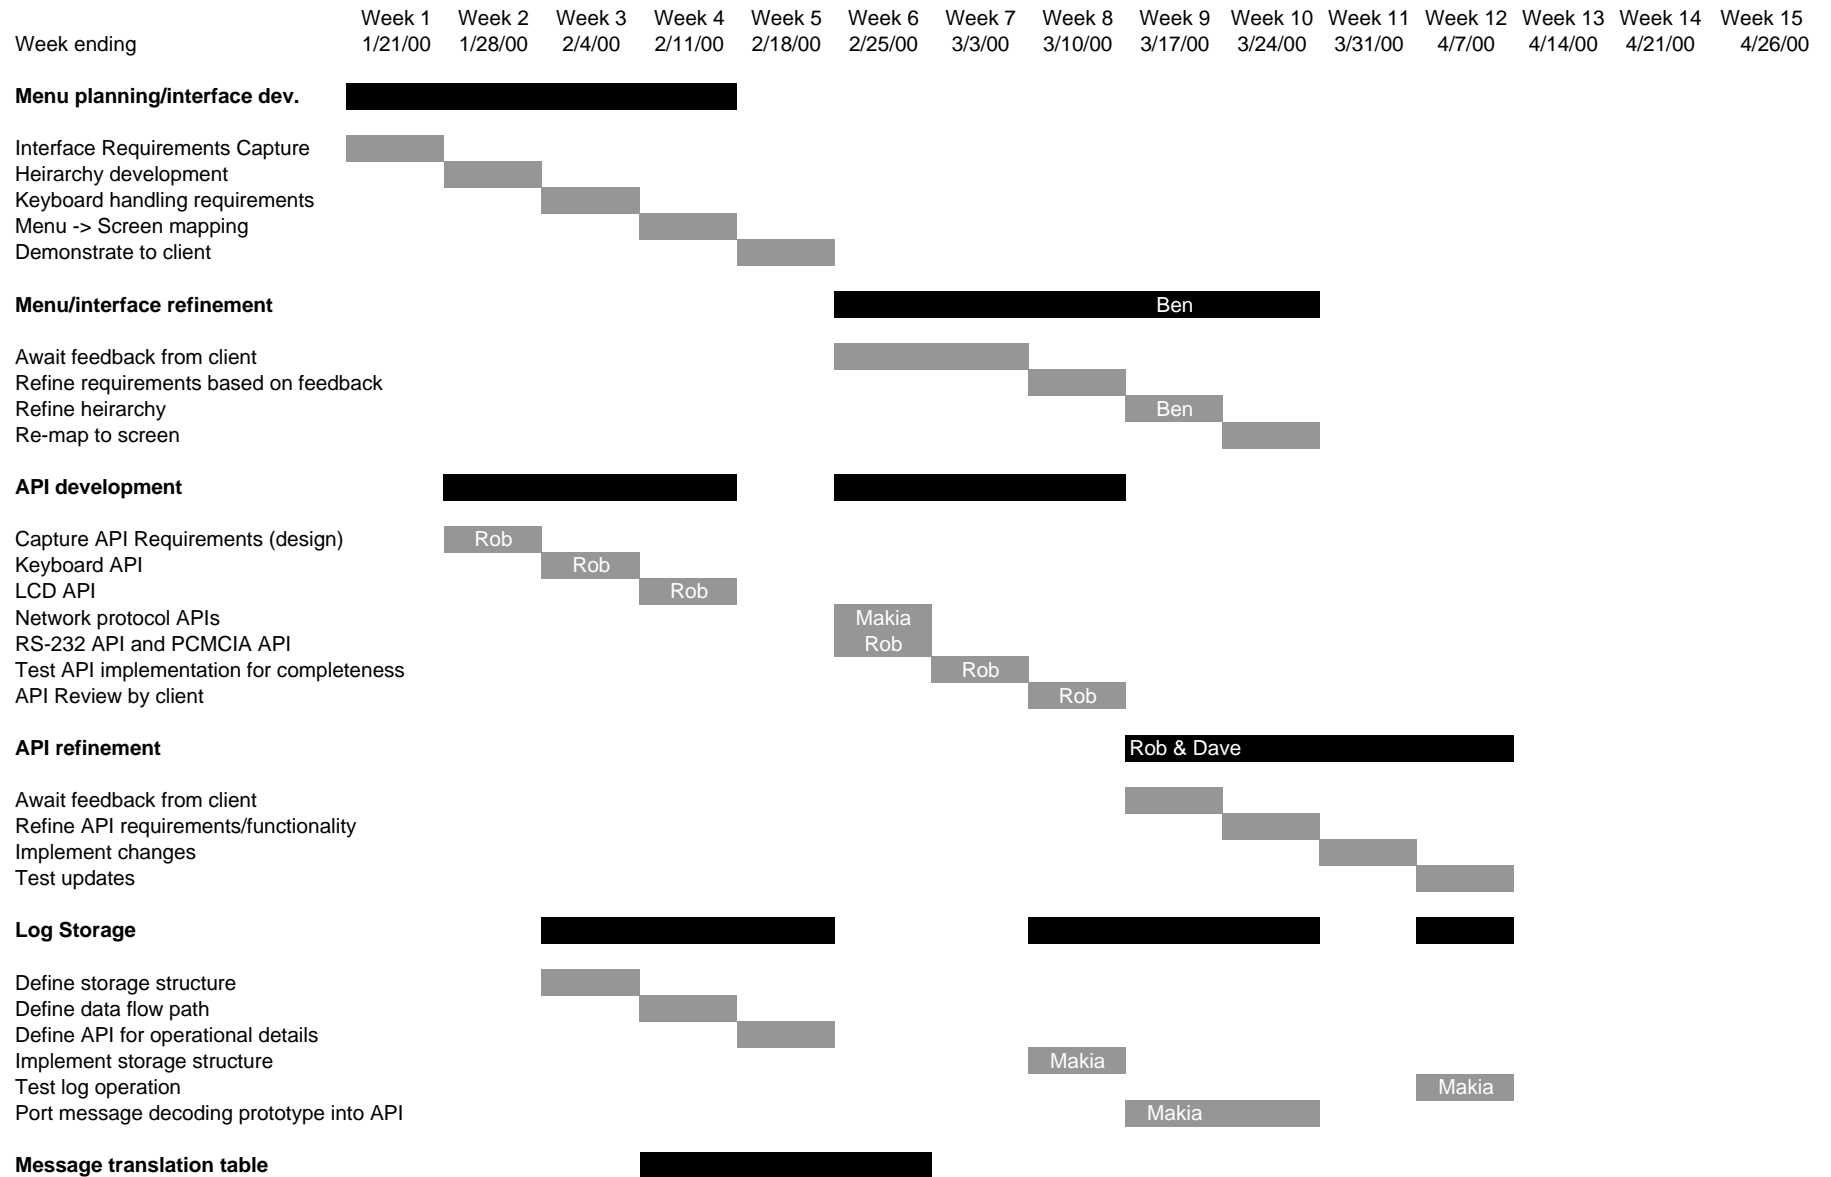 Week 1 Week 2 Week 3 Week 4 Week 5 Week 6 Week 7 Week 8 Week 9 Week 10 Week 11 Week 12 Week 13 Week 14 Week 15
Week ending 1/21/00 1/28/00 2/4/00 2/11/00 2/18/00 2/25/00 3/3/00 3/10/00 3/17/00 3/24/00 3/31/00 4/7/00 4/14/00 4/21/00 4/26/00
Menu planning/interface dev.
Interface Requirements Capture
Heirarchy development
Keyboard handling requirements
Menu -> Screen mapping
Demonstrate to client
Menu/interface refinement Ben
Await feedback from client
Refine requirements based on feedback
Refine heirarchy Ben
Re-map to screen
API development
Capture API Requirements (design) Rob
Keyboard API Rob
LCD API Rob
Network protocol APIs Makia
RS-232 API and PCMCIA API Rob
Test API implementation for completeness Rob
API Review by client Rob
API refinement Rob & Dave
Await feedback from client
Refine API requirements/functionality
Implement changes
Test updates
Log Storage
Define storage structure
Define data flow path
Define API for operational details
Implement storage structure Makia
Test log operation Makia
Port message decoding prototype into API Makia
Message translation table